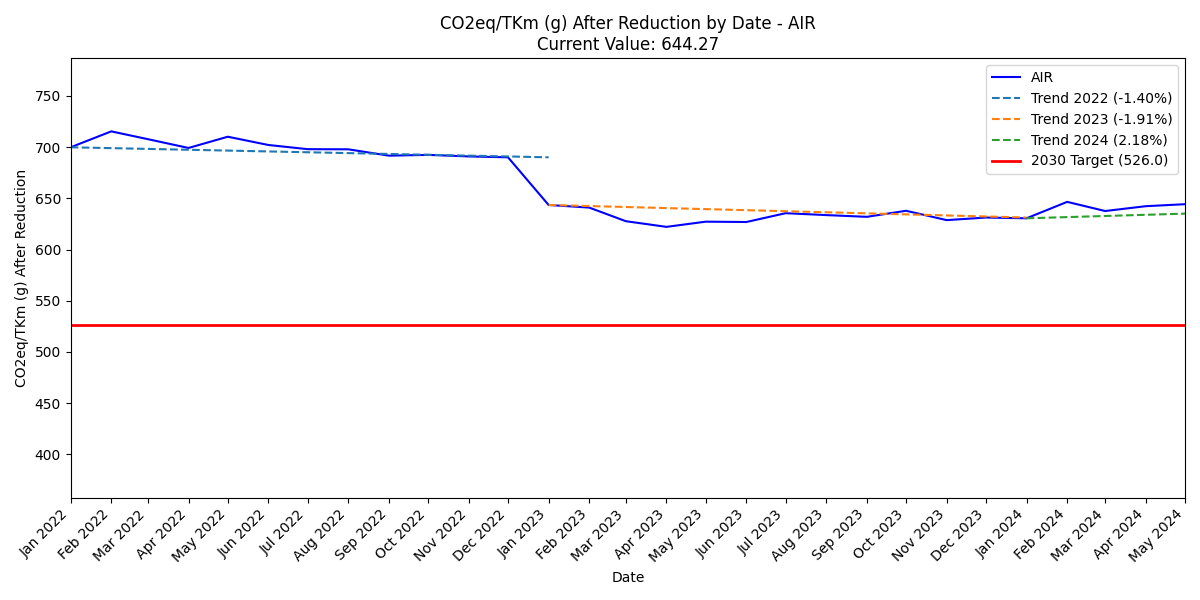 CO2eq/TKm (g) After Reduction by Date - AIR
Current Value: 644.27
AIR
Trend 2022 (-1.40%)
Trend 2023 (-1.91%)
Trend 2024 (2.18%)
2030 Target (526.0)
CO2eq/TKm (g) After Reduction
750
700
650
600
550
500
450
400
Jan 2022
Feb 2022
Mar 2022
Apr 2022
May 2022
Jun 2022
Jul 2022
Aug 2022
Sep 2022
Oct 2022
Nov 2022
Dec 2022
Jan 2023
Feb 2023
Mar 2023
Apr 2023
May 2023
Jun 2023
Jul 2023
Aug 2023
Sep 2023
Oct 2023
Nov 2023
Dec 2023
Jan 2024
Feb 2024
Mar 2024
Apr 2024
May 2024
Date